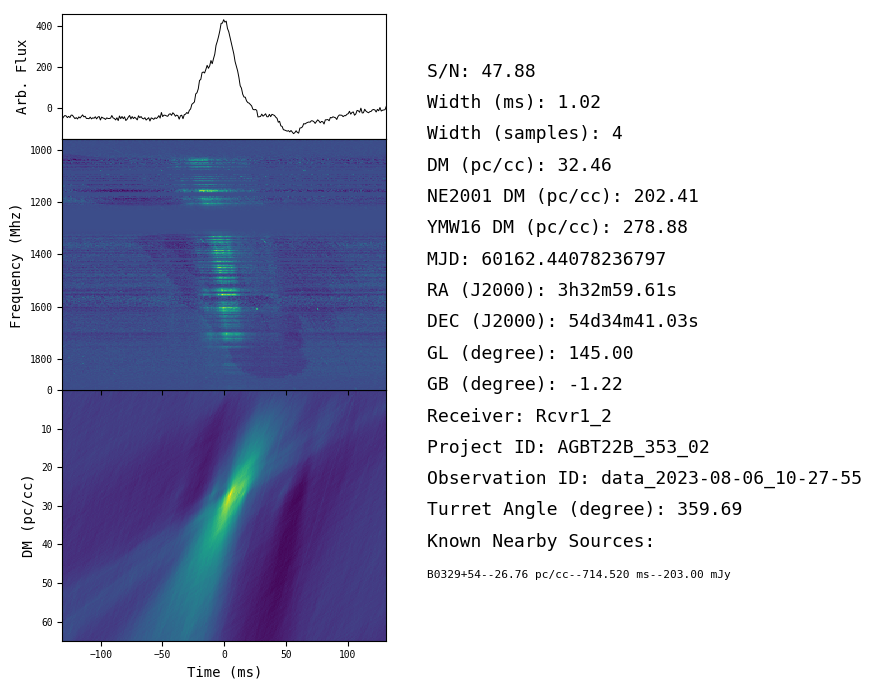 400
200
0
Arb. Flux
1000
1200
1400
1600
1800
Frequency (Mhz)
0
10
20
30
40
50
60
DM (pc/cc)
−100 −50 0 50 100
Time (ms)
S/N: 47.88
Width (ms): 1.02
Width (samples): 4
DM (pc/cc): 32.46
NE2001 DM (pc/cc): 202.41
YMW16 DM (pc/cc): 278.88
MJD: 60162.44078236797
RA (J2000): 3h32m59.61s
DEC (J2000): 54d34m41.03s
GL (degree): 145.00
GB (degree): -1.22
Receiver: Rcvr1_2
Project ID: AGBT22B_353_02
Observation ID: data_2023-08-06_10-27-55
Turret Angle (degree): 359.69
Known Nearby Sources:
B0329+54--26.76 pc/cc--714.520 ms--203.00 mJy